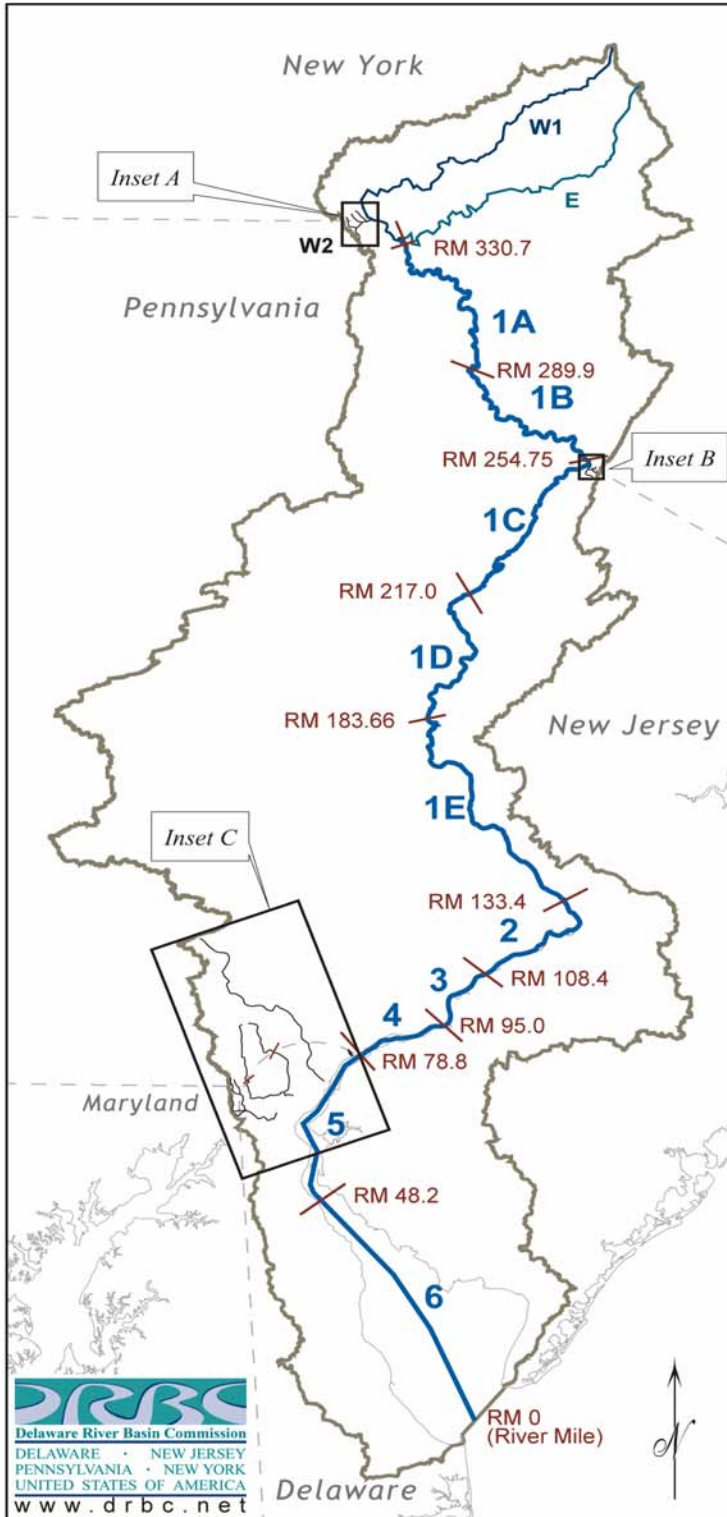 New York
W1
Inset A
E
W2
RM 330.7
Pennsylvania
1A
RM 289.9
1B
RM 254.75
Inset B
1C
RM 217.0
1D
RM 183.66
New Jersey
1E
Inset C
RM 133.4
2
3
RM 108.4
4
RM 95.0
RM 78.8
Maryland
5
RM 48.2
6
RM 0
(River Mile)
N
DRBC
Delaware River Basin Commission
DELAWARE • NEW JERSEY
PENNSYLVANIA • NEW YORK
UNITED STATES OF AMERICA
www.drbc.net
Delaware